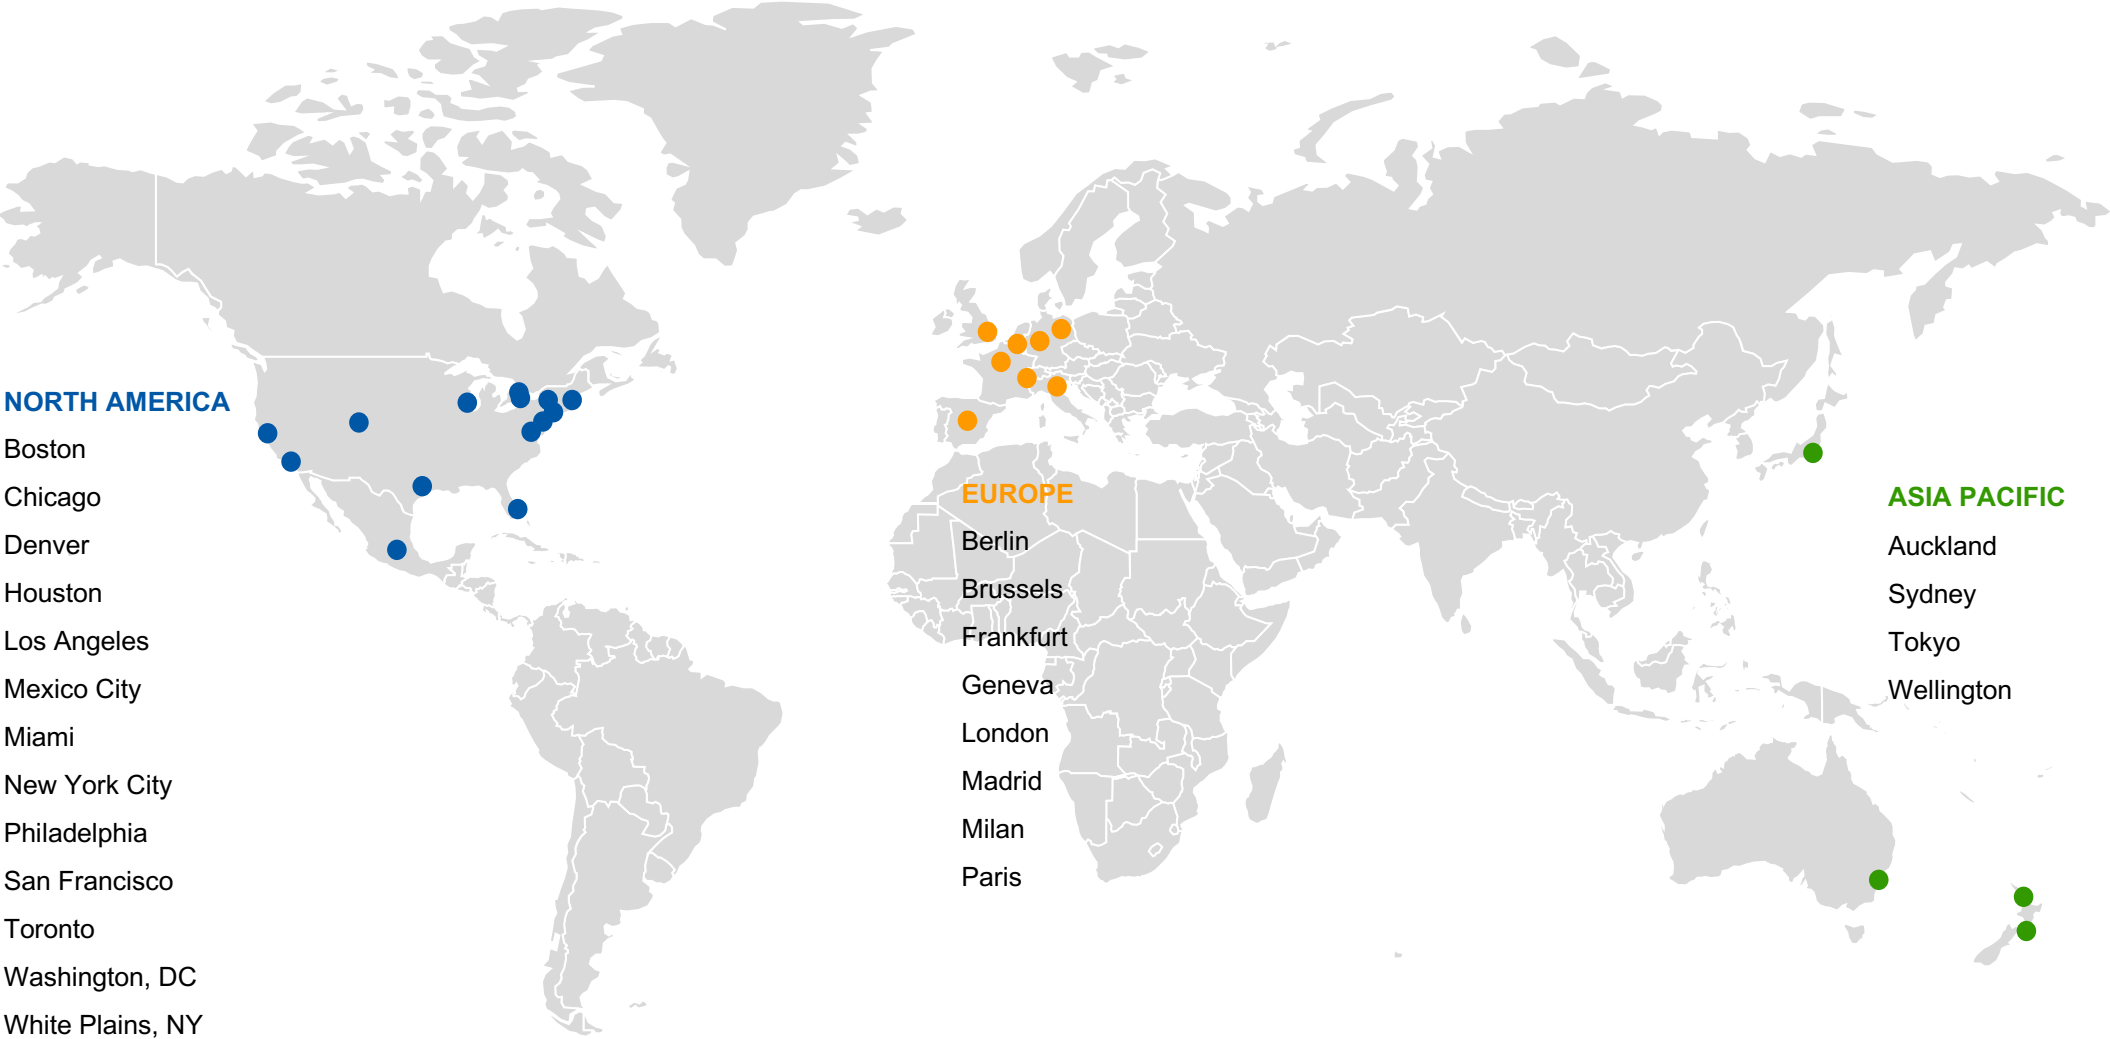 NORTH AMERICA
Boston
Chicago
Denver
Houston
Los Angeles
Mexico City
Miami
New York City
Philadelphia
San Francisco
Toronto
Washington, DC
White Plains, NY
EUROPE
Berlin
Brussels
Frankfurt
Geneva
London
Madrid
Milan
Paris
ASIA PACIFIC
Auckland
Sydney
Tokyo
Wellington